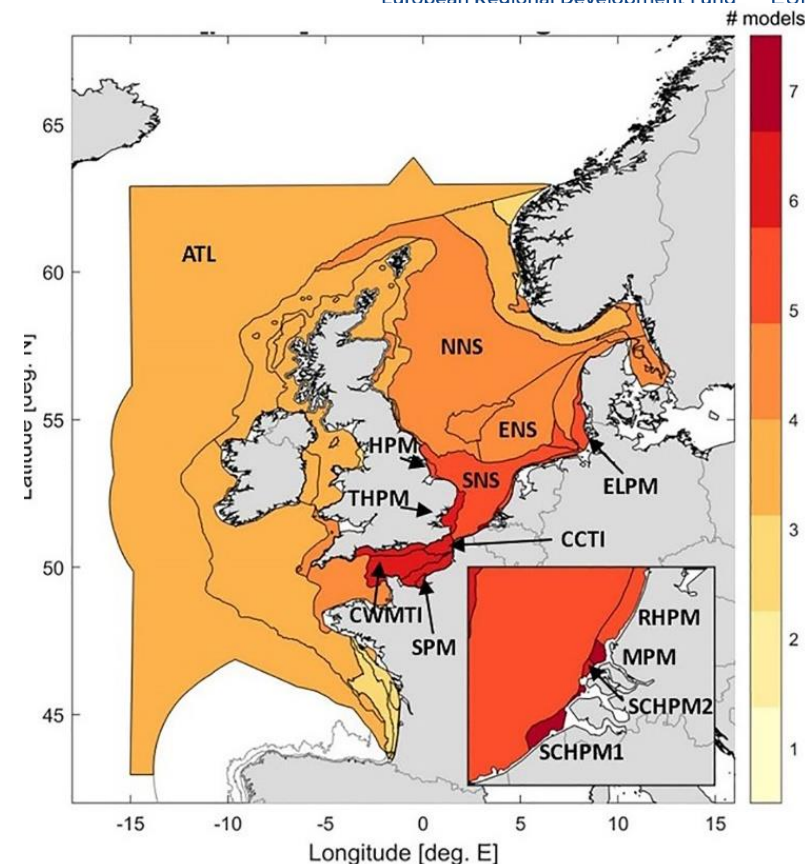 # models
7
6
5
4
3
2
1
65
60
55
50
45
-15
-10
-5
0
5
10
15
Longitude [deg. E]
[deg. N]
ATL
NNS
ENS
HPM
SNS
THPM
ELPM
CCTI
CWMTI
SPM
RHPM
MPM
SCHPM2
SCHPM1